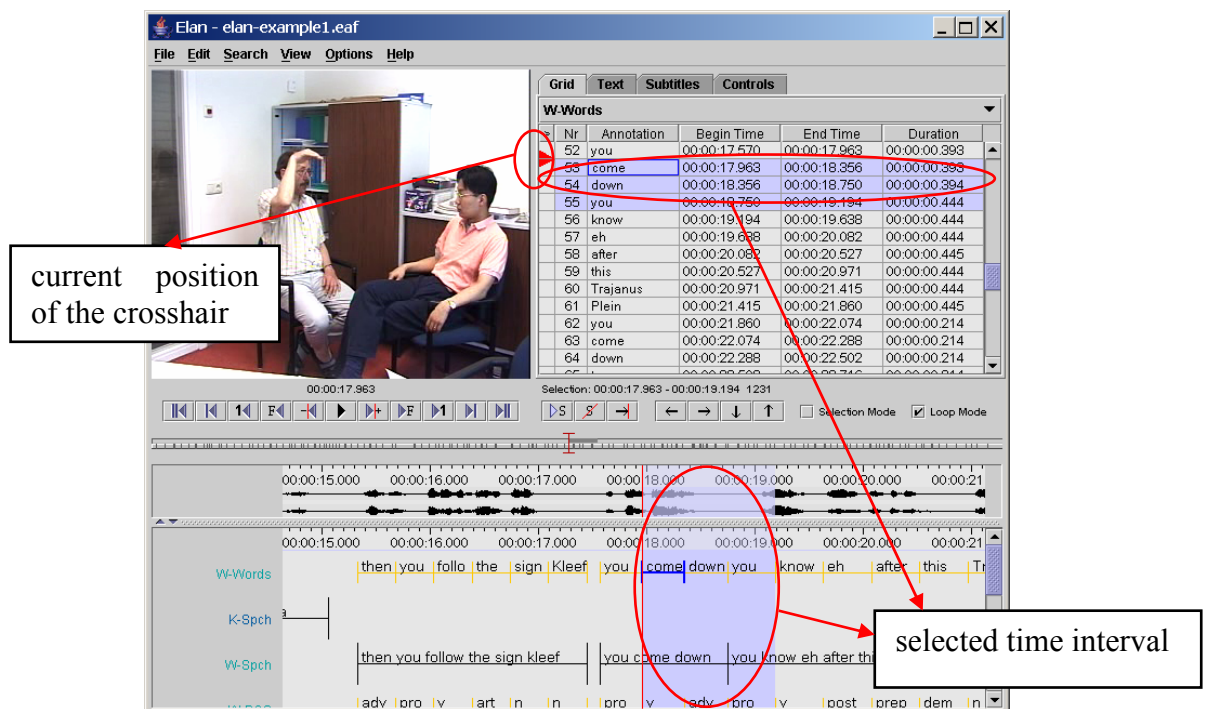 Elan - elan-example1.eaf
File Edit Search View Options Help
Grid Text Subtitles Controls
W-Words
> Nr Annotation Begin Time End Time Duration
52 you 00:00:17.570 00:00:17.963 00:00:00.393
53 come 00:00:17.963 00:00:18.356 00:00:00.393
54 down 00:00:18.356 00:00:18.750 00:00:00.394
55 you 00:00:18.750 00:00:19.194 00:00:00.444
56 know 00:00:19.194 00:00:19.638 00:00:00.444
57 eh 00:00:19.638 00:00:20.082 00:00:00.444
58 after 00:00:20.082 00:00:20.527 00:00:00.445
59 this 00:00:20.527 00:00:20.971 00:00:00.444
60 Trajanus 00:00:20.971 00:00:21.415 00:00:00.444
61 Plein 00:00:21.415 00:00:21.860 00:00:00.445
62 you 00:00:21.860 00:00:22.074 00:00:00.214
63 come 00:00:22.074 00:00:22.288 00:00:00.214
64 down 00:00:22.288 00:00:22.502 00:00:00.214
current position
of the crosshair
00:00:17.963
Selection: 00:00:17.963 - 00:00:19.194 1231
1 F + F 1 S S Selection Mode Loop Mode
00:00:15.000 00:00:16.000 00:00:17.000 00:00:18.000 00:00:19.000 00:00:20.000 00:00:21
00:00:15.000 00:00:16.000 00:00:17.000 00:00:18.000 00:00:19.000 00:00:20.000 00:00:21
W-Words then you follo the sign Kleef you come down you know eh after this Tr
K-Spch a
W-Spch then you follow the sign kleef you come down you know eh after thi
selected time interval
adv pro v art n n pro v adv pro v post prep dem n